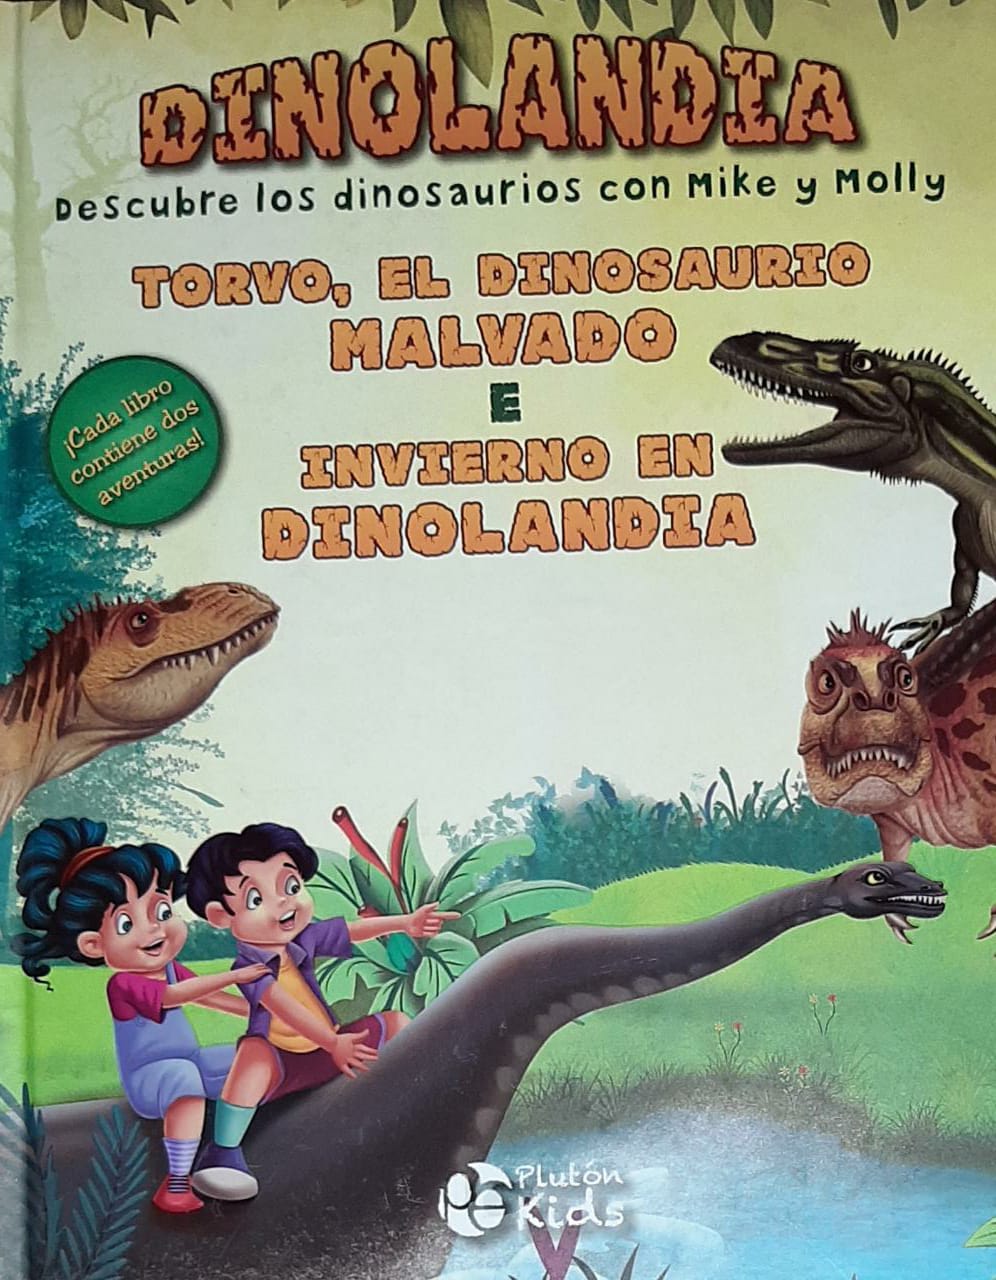 DINOLANDIA
Descubre los dinosaurios con Mike y Molly
TORVO, EL DINOSAURIO
MALVADO
E
INVIERNO EN
DINOLANDIA
¡Cada libro
contiene dos
aventuras!
Plutón
Kids